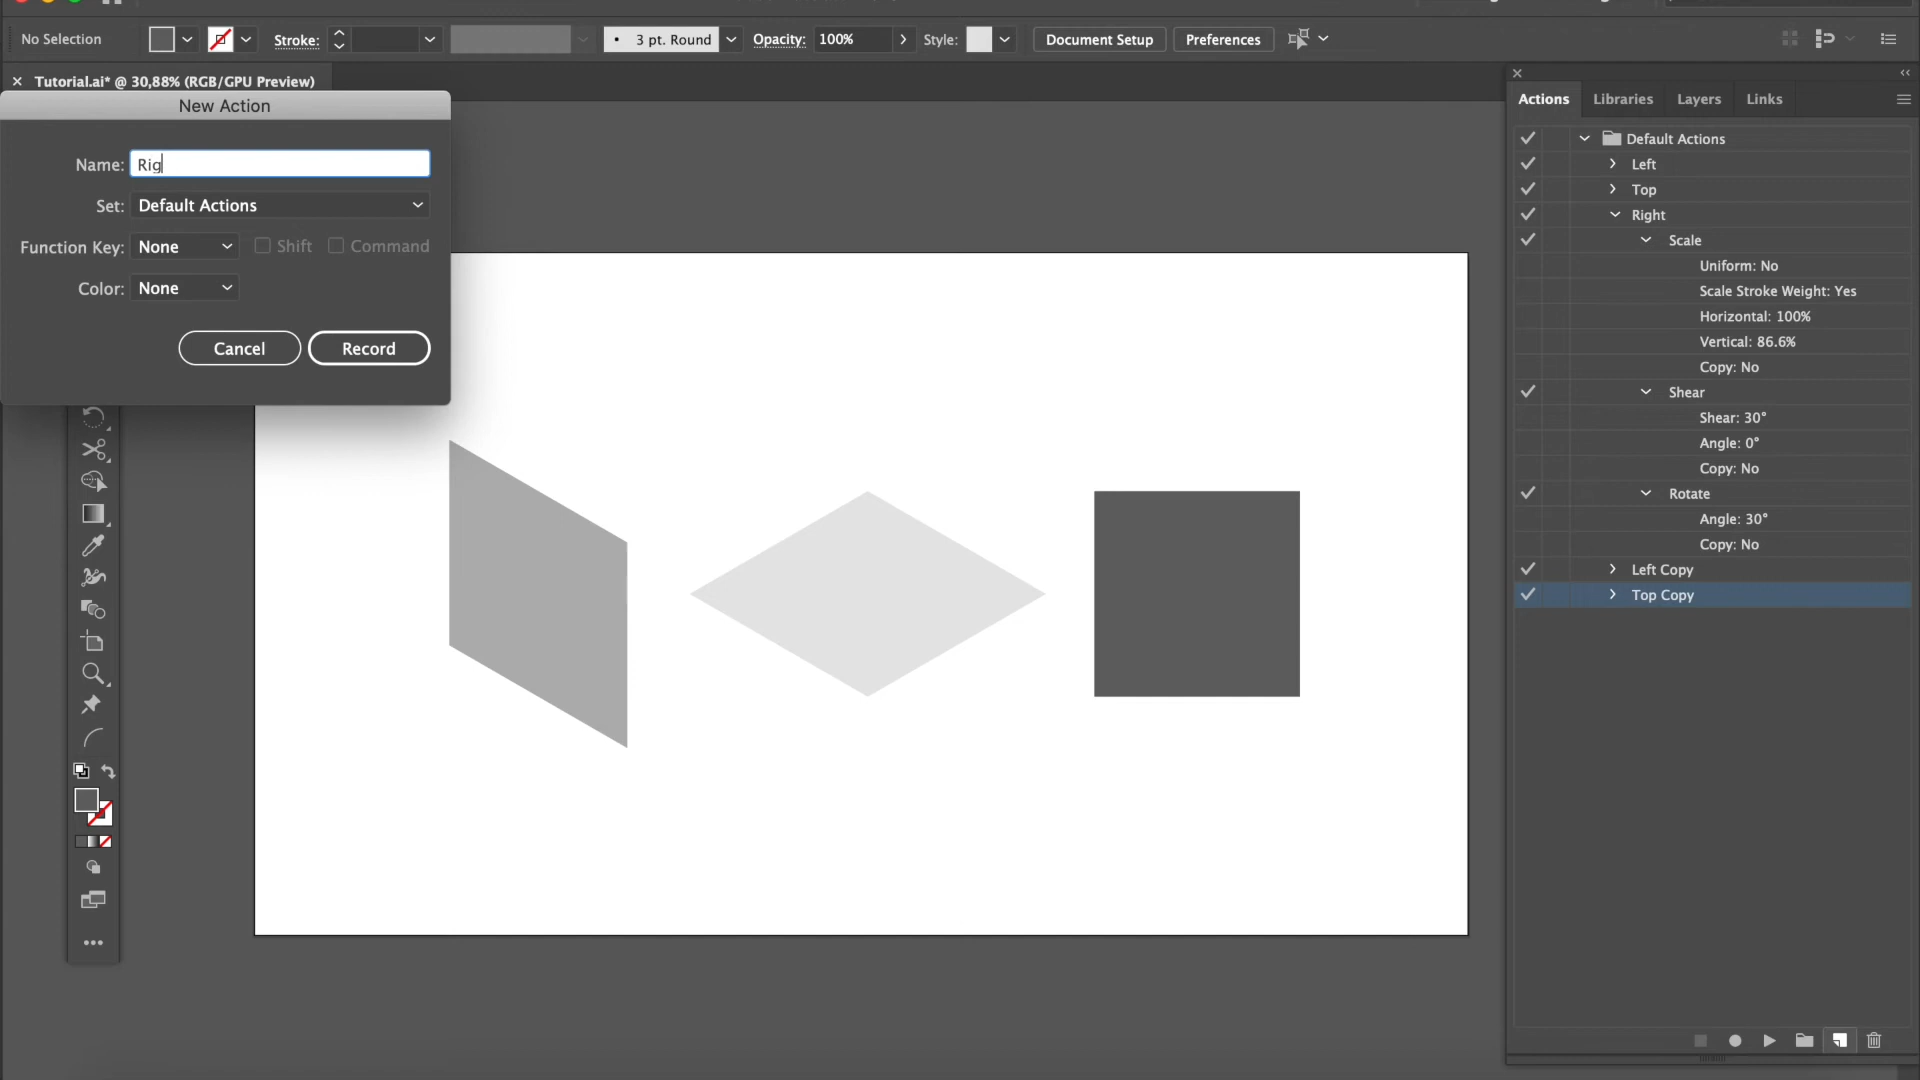 No Selection
Stroke:
3 pt. Round
Opacity: 100%
Style:
Document Setup
Preferences
Tutorial.ai* @ 30,88% (RGB/GPU Preview)
New Action
Name: Rig
Set: Default Actions
Function Key: None Shift Command
Color: None
Cancel
Record
Actions
Libraries
Layers
Links
Default Actions
Left
Top
Right
Scale
Uniform: No
Scale Stroke Weight: Yes
Horizontal: 100%
Vertical: 86.6%
Copy: No
Shear
Shear: 30°
Angle: 0°
Copy: No
Rotate
Angle: 30°
Copy: No
Left Copy
Top Copy